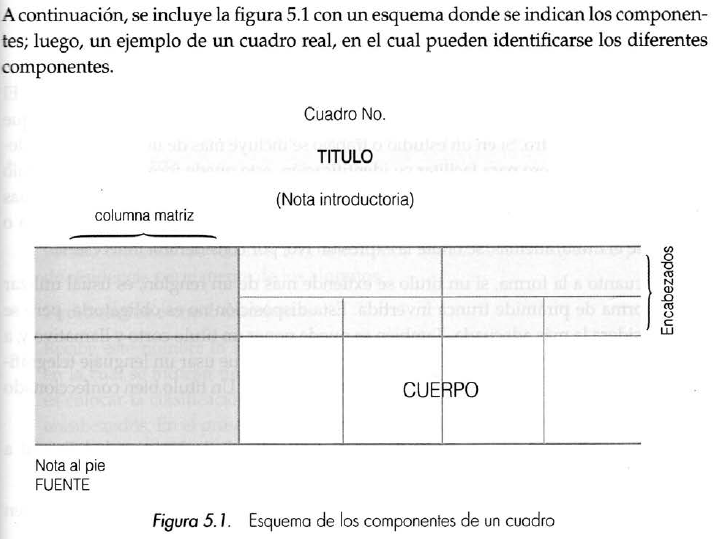 A continuación, se incluye la figura 5.1 con un esquema donde se indican los componen-
tes; luego, un ejemplo de un cuadro real, en el cual pueden identificarse los diferentes
componentes.
Cuadro No.
TITULO
(Nota introductoria)
columna matriz
Encabezados
CUERPO
Nota al pie
FUENTE
Figura 5.1. Esquema de los componentes de un cuadro